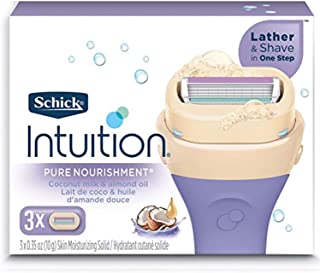 Lather
& Shave
in One Step
Schick
Intuition
PURE NOURISHMENT®
Coconut milk & almond oil
Lait de coco & huile
d'amande douce
3X
3 x 0.35 oz (10 g) Skin Moisturizing Solid / Hydratant cutané solide